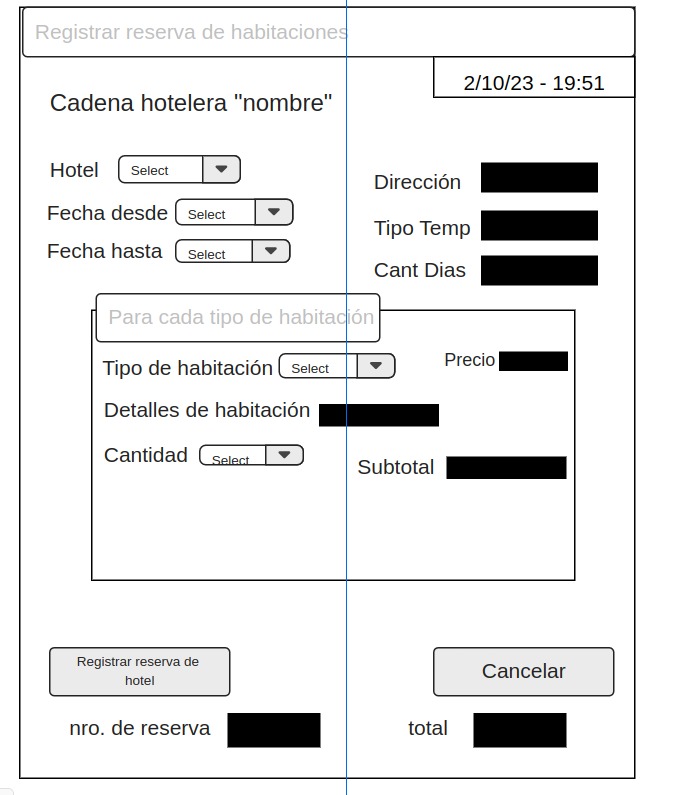 Registrar reserva de habitaciones
2/10/23 - 19:51
Cadena hotelera "nombre"
Hotel Select
Dirección
Fecha desde Select
Tipo Temp
Fecha hasta Select
Cant Dias
Para cada tipo de habitación
Tipo de habitación Select
Precio
Detalles de habitación
Cantidad Select
Subtotal
Registrar reserva de
hotel
Cancelar
nro. de reserva
total